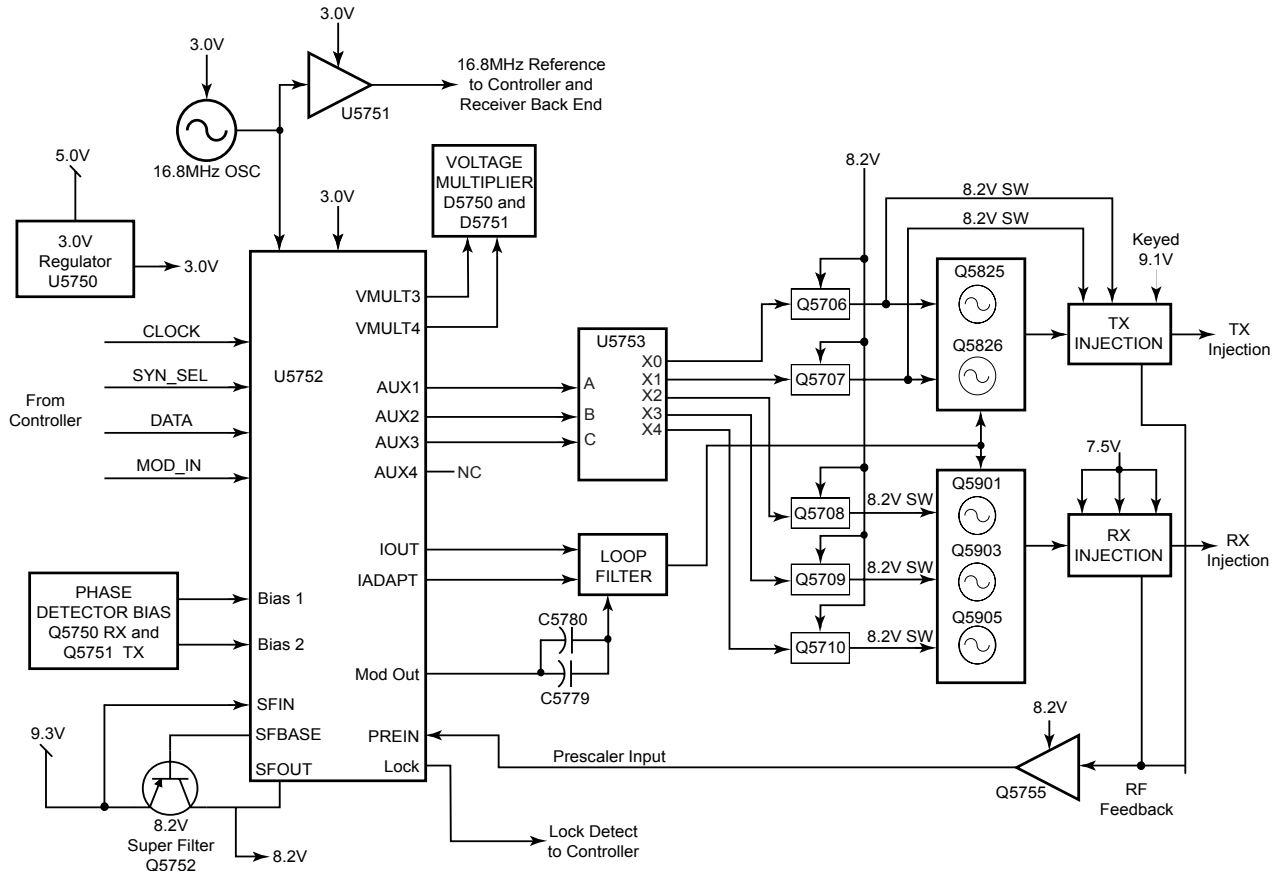 3.0V
3.0V
16.8MHz Reference
to Controller and
Receiver Back End
U5751
16.8MHz OSC
5.0V
3.0V
Regulator
U5750
3.0V
3.0V
VOLTAGE
MULTIPLIER
D5750 and
D5751
8.2V
8.2V SW
8.2V SW
Keyed
9.1V
VMULT3
VMULT4
Q5706
Q5825
Q5826
TX
INJECTION
TX
Injection
CLOCK
SYN_SEL
DATA
MOD_IN
From
Controller
U5752
AUX1
AUX2
AUX3
AUX4
NC
U5753
A
B
C
X0
X1
X2
X3
X4
Q5707
7.5V
Q5708
8.2V SW
Q5709
8.2V SW
Q5710
8.2V SW
Q5901
Q5903
Q5905
RX
INJECTION
RX
Injection
IOUT
IADAPT
LOOP
FILTER
PHASE
DETECTOR BIAS
Q5750 RX and
Q5751 TX
Bias 1
Bias 2
C5780
C5779
Mod Out
SFIN
SFBASE
SFOUT
PREIN
Lock
9.3V
8.2V
Super Filter
Q5752
8.2V
Prescaler Input
8.2V
Q5755
RF
Feedback
Lock Detect
to Controller